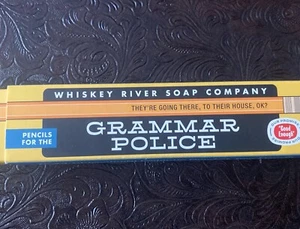 WHISKEY RIVER SOAP COMPANY
THEY'RE GOING THERE, TO THEIR HOUSE, OK?
PENCILS
FOR THE
GRAMMAR
POLICE
"Good
Enough"